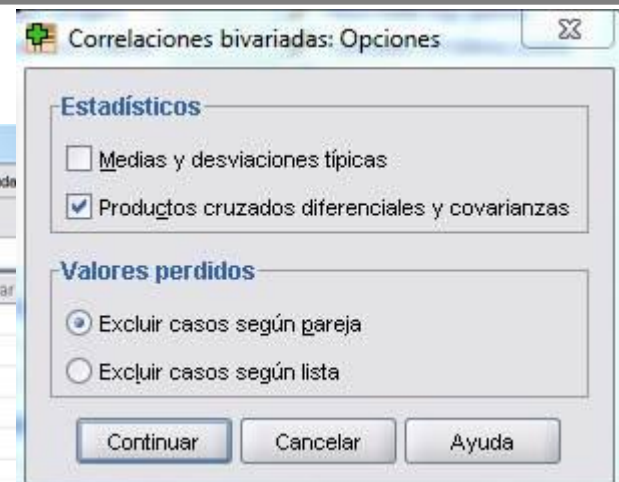 Correlaciones bivariadas: Opciones
Estadísticos
Medias y desviaciones típicas
Productos cruzados diferenciales y covarianzas
Valores perdidos
Excluir casos según pareja
Excluir casos según lista
Continuar Cancelar Ayuda